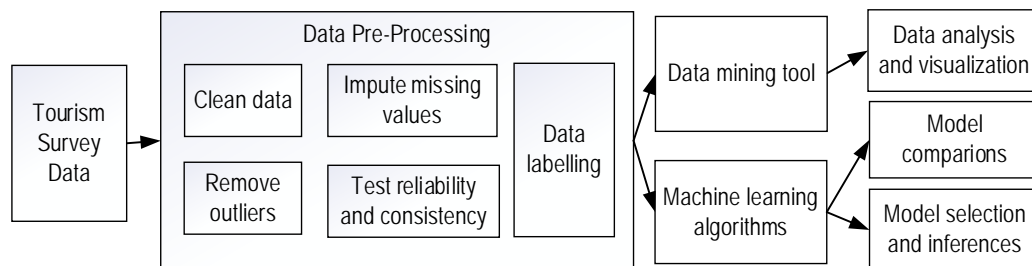 Tourism
Survey
Data
Data Pre-Processing
Clean data
Impute missing
values
Remove
outliers
Test reliability
and consistency
Data
labelling
Data mining tool
Machine learning
algorithms
Data analysis
and visualization
Model
comparions
Model selection
and inferences